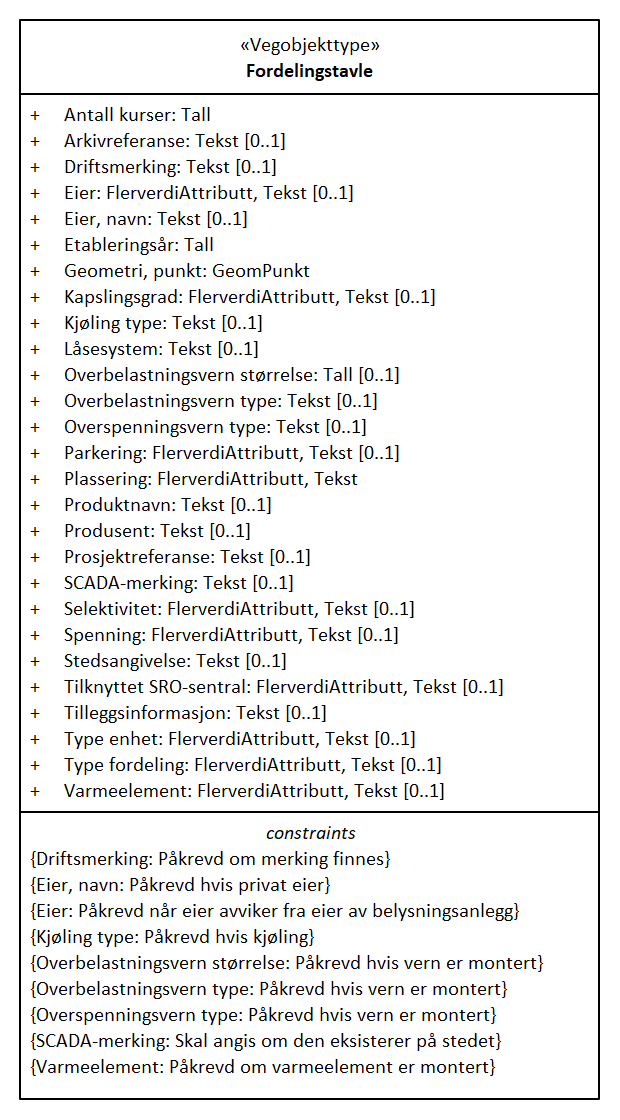 «Vegobjekttype»
Fordelingstavle
+ Antall kurser: Tall
+ Arkivreferanse: Tekst [0..1]
+ Driftsmerking: Tekst [0..1]
+ Eier: FlerverdiAttributt, Tekst [0..1]
+ Eier, navn: Tekst [0..1]
+ Etableringsår: Tall
+ Geometri, punkt: GeomPunkt
+ Kapslingsgrad: FlerverdiAttributt, Tekst [0..1]
+ Kjøling type: Tekst [0..1]
+ Låsesystem: Tekst [0..1]
+ Overbelastningsvern størrelse: Tall [0..1]
+ Overbelastningsvern type: Tekst [0..1]
+ Overspenningsvern type: Tekst [0..1]
+ Parkering: FlerverdiAttributt, Tekst [0..1]
+ Plassering: FlerverdiAttributt, Tekst
+ Produktnavn: Tekst [0..1]
+ Produsent: Tekst [0..1]
+ Prosjektreferanse: Tekst [0..1]
+ SCADA-merking: Tekst [0..1]
+ Selektivitet: FlerverdiAttributt, Tekst [0..1]
+ Spenning: FlerverdiAttributt, Tekst [0..1]
+ Stedsangivelse: Tekst [0..1]
+ Tilknyttet SRO-sentral: FlerverdiAttributt, Tekst [0..1]
+ Tilleggsinformasjon: Tekst [0..1]
+ Type enhet: FlerverdiAttributt, Tekst [0..1]
+ Type fordeling: FlerverdiAttributt, Tekst [0..1]
+ Varmeelement: FlerverdiAttributt, Tekst [0..1]
constraints
{Driftsmerking: Påkrevd om merking finnes}
{Eier, navn: Påkrevd hvis privat eier}
{Eier: Påkrevd når eier avviker fra eier av belysningsanlegg}
{Kjøling type: Påkrevd hvis kjøling}
{Overbelastningsvern størrelse: Påkrevd hvis vern er montert}
{Overbelastningsvern type: Påkrevd hvis vern er montert}
{Overspenningsvern type: Påkrevd hvis vern er montert}
{SCADA-merking: Skal angis om den eksisterer på stedet}
{Varmeelement: Påkrevd om varmeelement er montert}